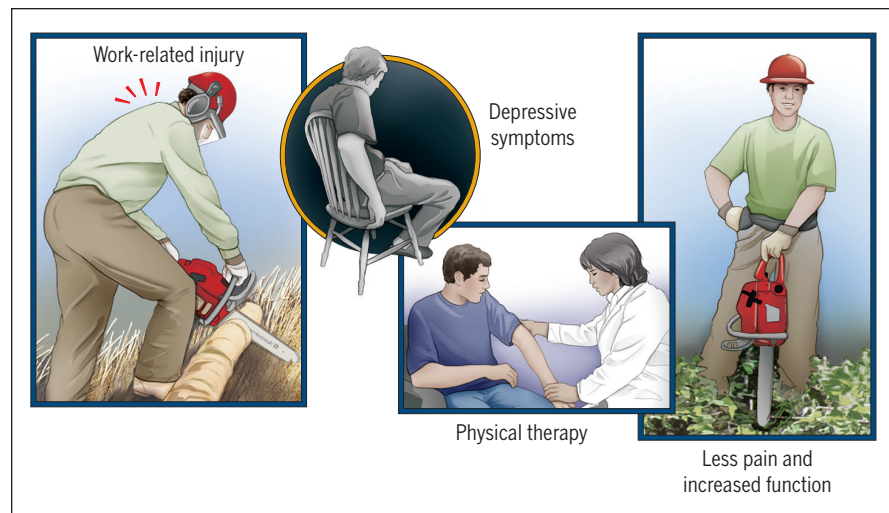 Work-related injury
Depressive
symptoms
Physical therapy
Less pain and
increased function